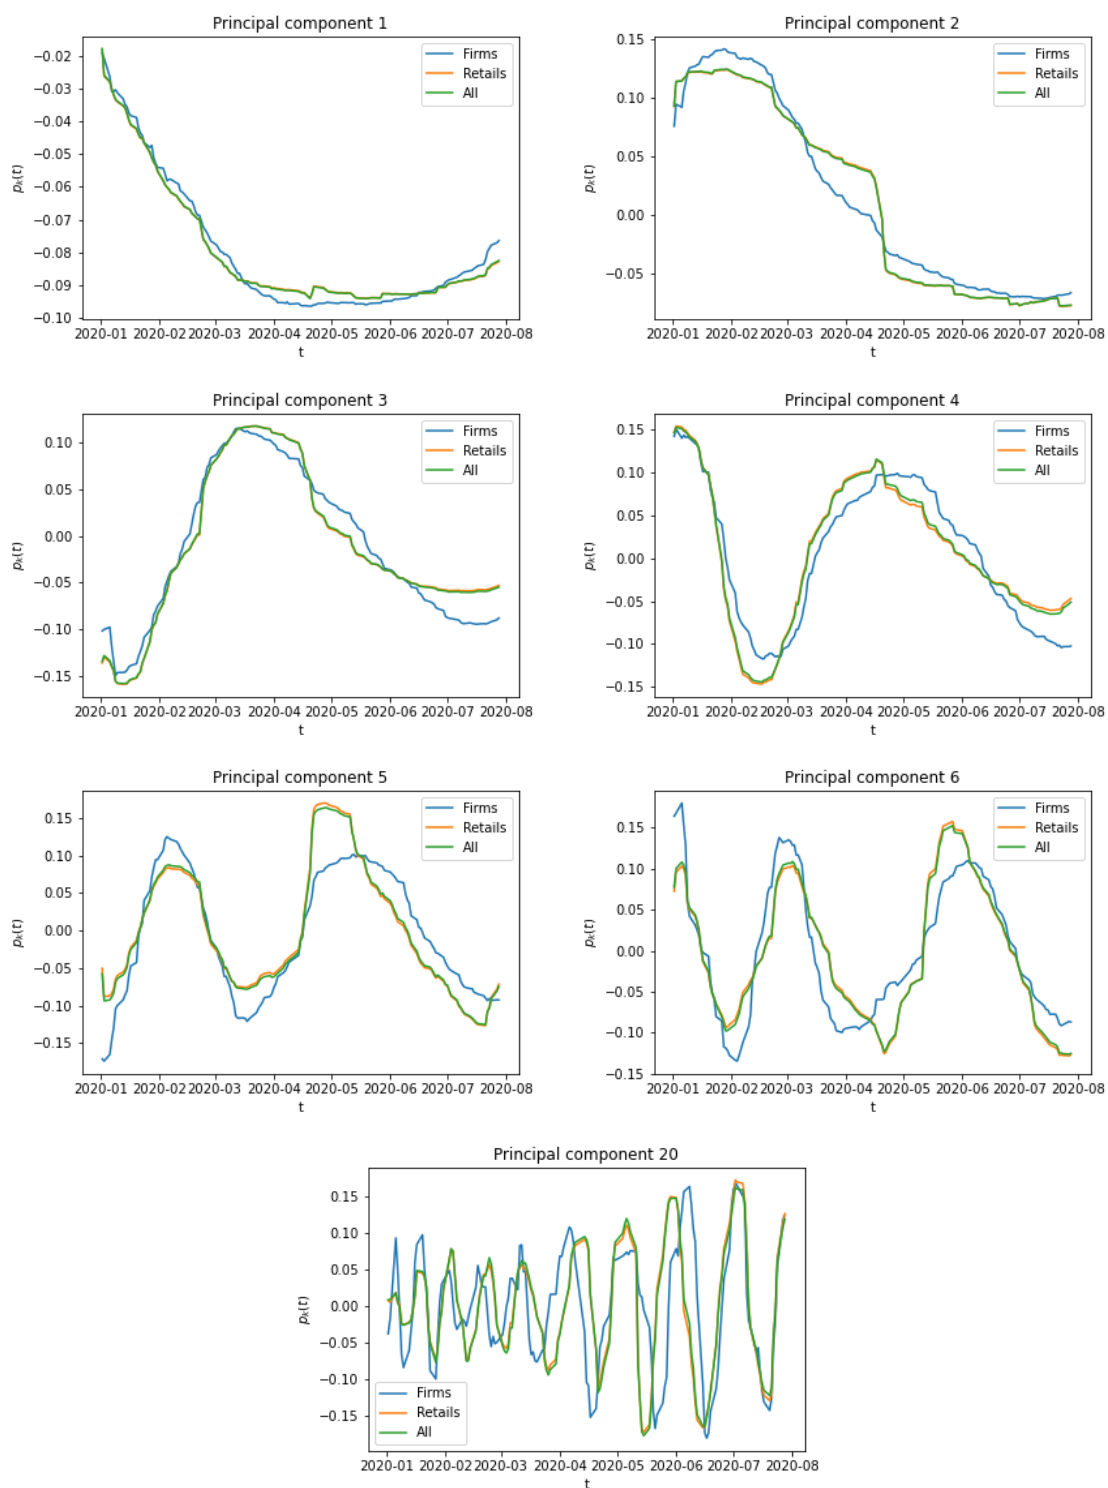 Principal component 1
Firms
Retails
All
−0.02
−0.03
−0.04
−0.05
−0.06
−0.07
−0.08
−0.09
−0.10
pk(t)
2020-01 2020-02 2020-03 2020-04 2020-05 2020-06 2020-07 2020-08
t
Principal component 2
Firms
Retails
All
0.15
0.10
0.05
0.00
−0.05
pk(t)
2020-01 2020-02 2020-03 2020-04 2020-05 2020-06 2020-07 2020-08
t
Principal component 3
Firms
Retails
All
0.10
0.05
0.00
−0.05
−0.10
−0.15
pk(t)
2020-01 2020-02 2020-03 2020-04 2020-05 2020-06 2020-07 2020-08
t
Principal component 4
Firms
Retails
All
0.15
0.10
0.05
0.00
−0.05
−0.10
−0.15
pk(t)
2020-01 2020-02 2020-03 2020-04 2020-05 2020-06 2020-07 2020-08
t
Principal component 5
Firms
Retails
All
0.15
0.10
0.05
0.00
−0.05
−0.10
−0.15
pk(t)
2020-01 2020-02 2020-03 2020-04 2020-05 2020-06 2020-07 2020-08
t
Principal component 6
Firms
Retails
All
0.15
0.10
0.05
0.00
−0.05
−0.10
−0.15
pk(t)
2020-01 2020-02 2020-03 2020-04 2020-05 2020-06 2020-07 2020-08
t
Principal component 20
0.15
0.10
0.05
0.00
−0.05
−0.10
−0.15
pk(t)
Firms
Retails
All
2020-01 2020-02 2020-03 2020-04 2020-05 2020-06 2020-07 2020-08
t